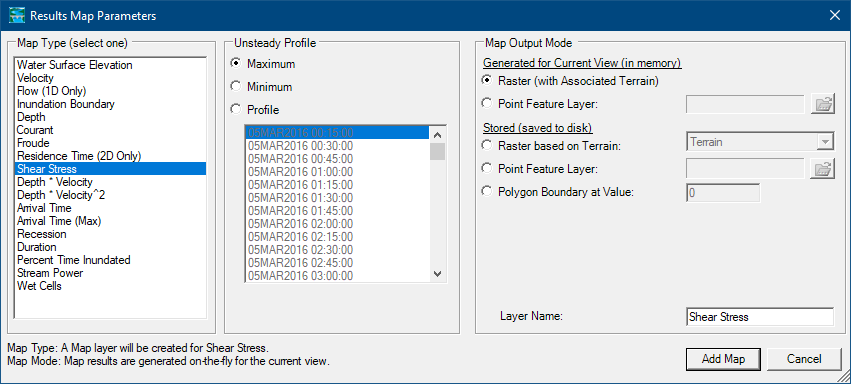 Results Map Parameters
Map Type (select one)
Water Surface Elevation
Velocity
Flow (1D Only)
Inundation Boundary
Depth
Courant
Froude
Residence Time (2D Only)
Shear Stress
Depth * Velocity
Depth * Velocity^2
Arrival Time
Arrival Time (Max)
Recession
Duration
Percent Time Inundated
Stream Power
Wet Cells
Unsteady Profile
Maximum
Minimum
Profile
05MAR2016 00:15:00
05MAR2016 00:30:00
05MAR2016 00:45:00
05MAR2016 01:00:00
05MAR2016 01:15:00
05MAR2016 01:30:00
05MAR2016 01:45:00
05MAR2016 02:00:00
05MAR2016 02:15:00
05MAR2016 02:30:00
05MAR2016 02:45:00
05MAR2016 03:00:00
Map Output Mode
Generated for Current View (in memory)
Raster (with Associated Terrain)
Point Feature Layer:
Stored (saved to disk)
Raster based on Terrain: Terrain
Point Feature Layer:
Polygon Boundary at Value: 0
Layer Name: Shear Stress
Map Type: A Map layer will be created for Shear Stress.
Map Mode: Map results are generated on-the-fly for the current view.
Add Map Cancel